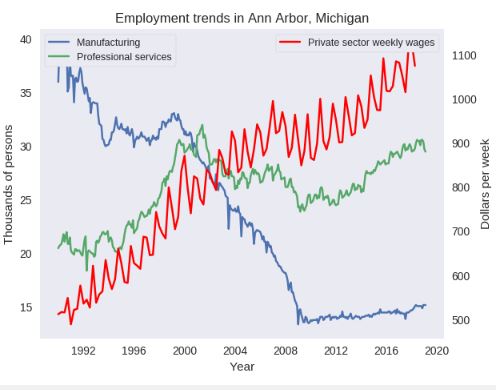 Employment trends in Ann Arbor, Michigan
Manufacturing
Professional services
Private sector weekly wages
40
35
30
25
20
15
Thousands of persons
1100
1000
900
800
700
600
500
Dollars per week
1992 1996 2000 2004 2008 2012 2016 2020
Year